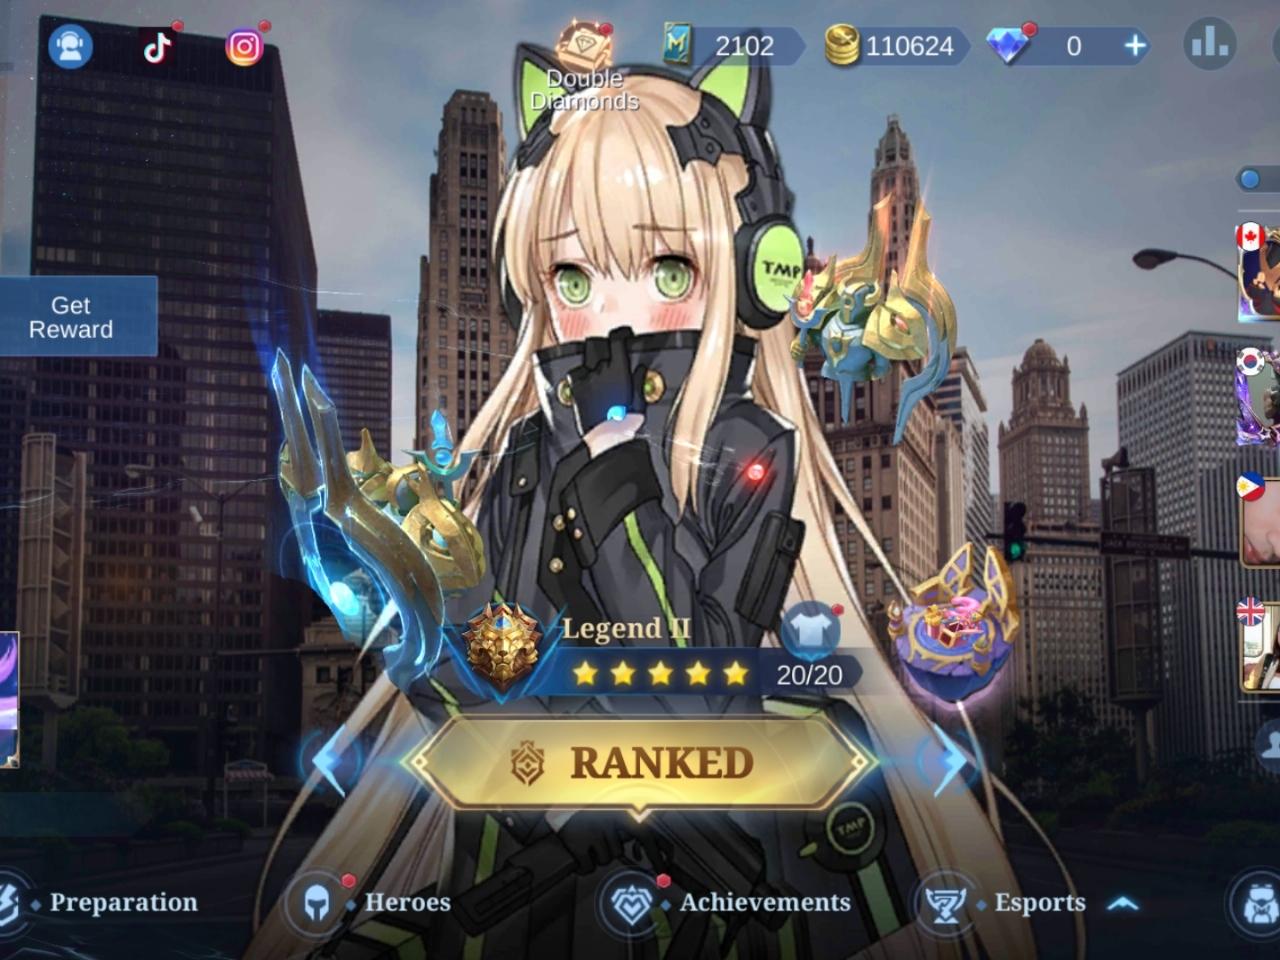 2102
110624
0
Double
Diamonds
TMP
Get
Reward
Legend II
20/20
RANKED
TMP
Preparation
Heroes
Achievements
Esports